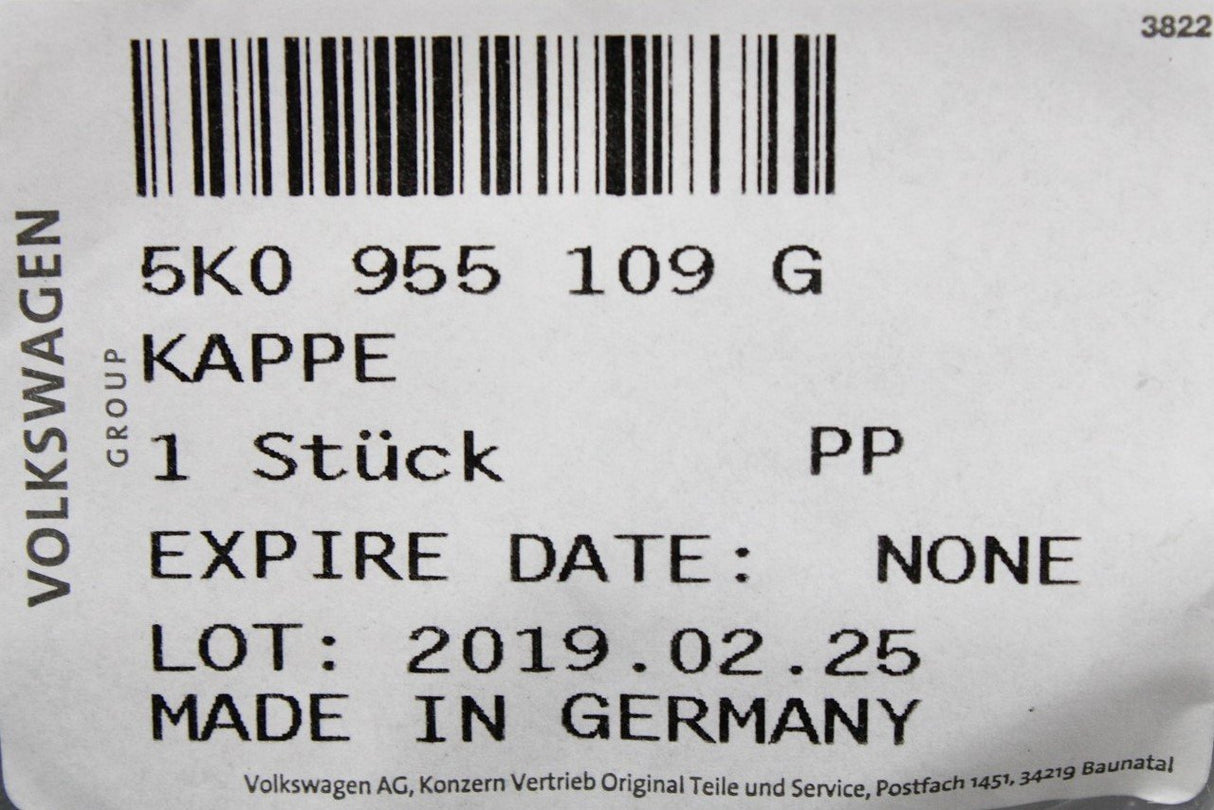 3822
VOLKSWAGEN
GROUP
5K0 955 109 G
KAPPE
1 Stück PP
EXPIRE DATE: NONE
LOT: 2019.02.25
MADE IN GERMANY
Volkswagen AG, Konzern Vertrieb Original Teile und Service, Postfach 1451, 34219 Baunatal